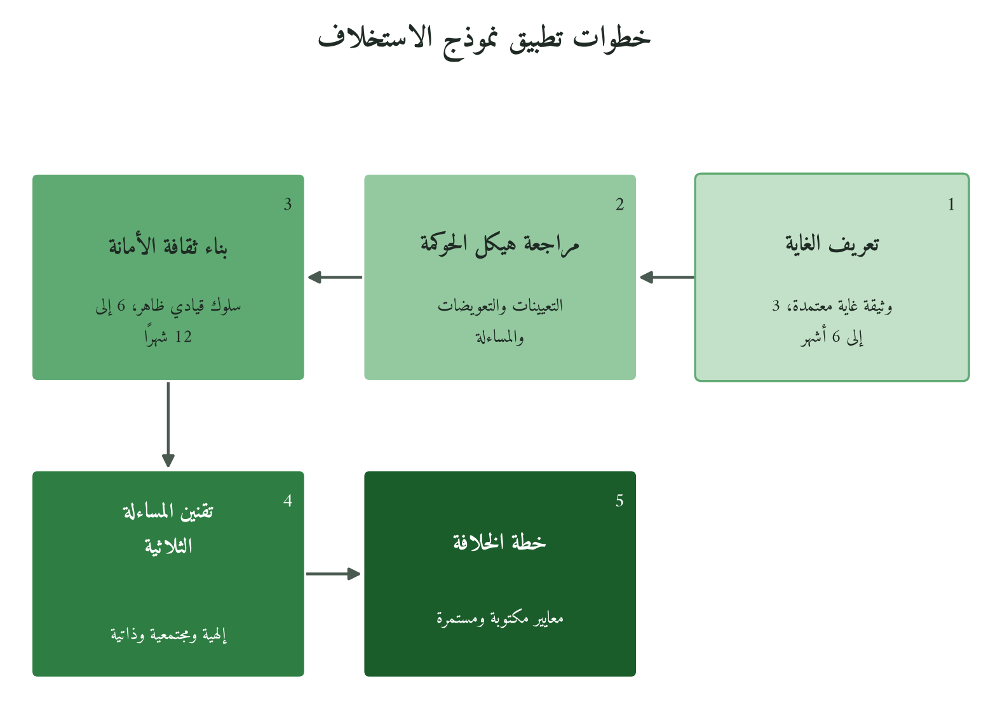 خطوات تطبيق نموذج الاستخلاف
1
تعريف الغاية
وثيقة غاية معتمدة، 3
إلى 6 أشهر
2
مراجعة هيكل الحوكمة
التعيينات والتعويضات
والمساءلة
3
بناء ثقافة الأمانة
سلوك قيادي ظاهر، 6 إلى
12 شهرًا
4
تقنين المساءلة
الثلاثية
إلهية ومجتمعية وذاتية
5
خطة الخلافة
معايير مكتوبة ومستمرة